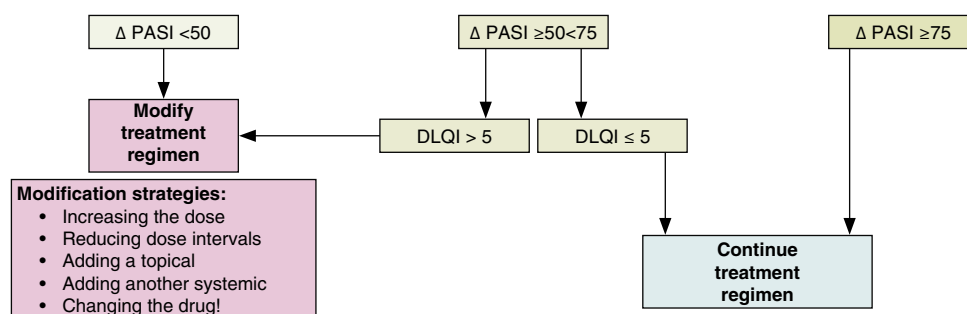 Δ PASI <50
Δ PASI ≥50<75
Δ PASI ≥75
Modify
treatment
regimen
DLQI > 5
DLQI ≤ 5
Modification strategies:
• Increasing the dose
• Reducing dose intervals
• Adding a topical
• Adding another systemic
• Changing the drug!
Continue
treatment
regimen